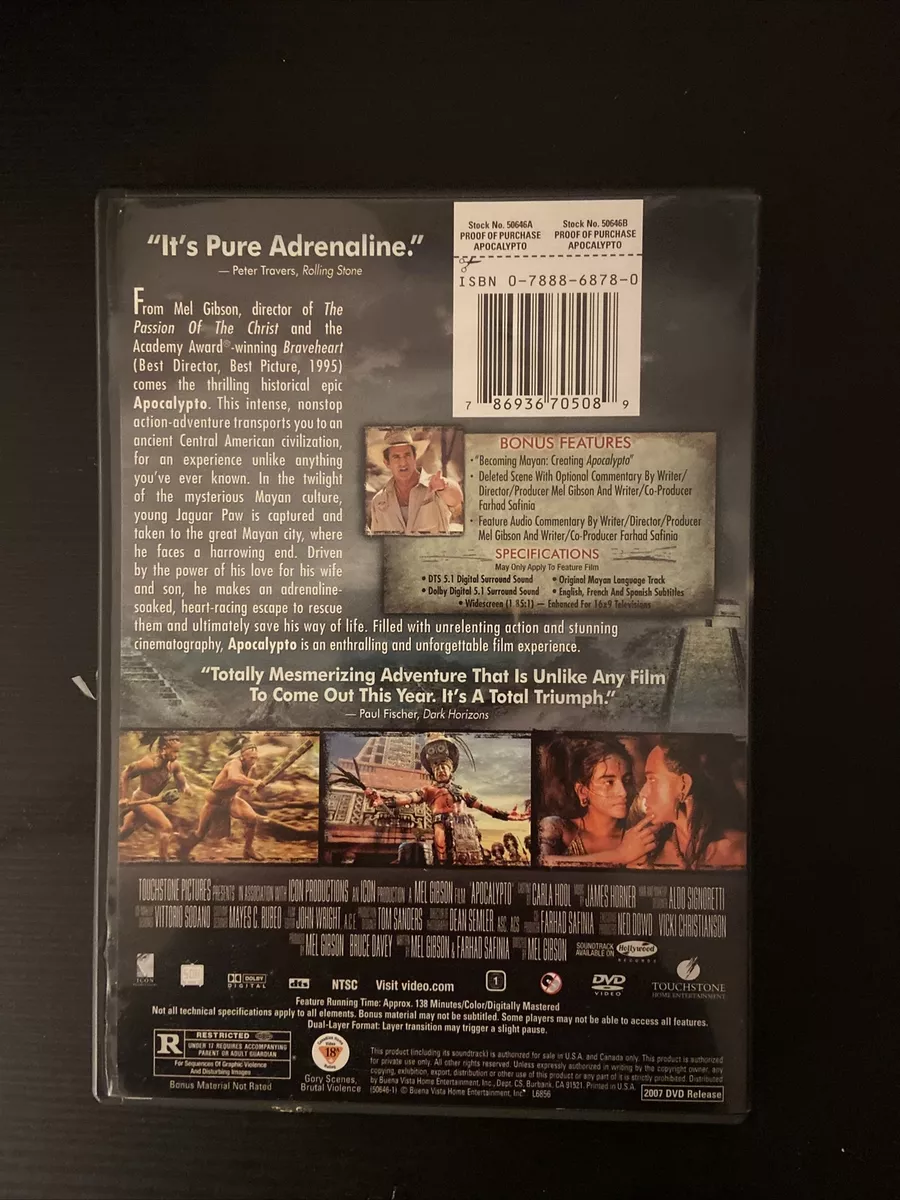 “It’s Pure Adrenaline.”
— Peter Travers, Rolling Stone
From Mel Gibson, director of The
Passion Of The Christ and the
Academy Award®-winning Braveheart
(Best Director, Best Picture, 1995)
comes the thrilling historical epic
Apocalypto. This intense, nonstop
action-adventure transports you to an
ancient Central American civilization,
for an experience unlike anything
you’ve ever known. In the twilight
of the mysterious Mayan culture,
young Jaguar Paw is captured and
taken to the great Mayan city, where
he faces a harrowing end. Driven
by the power of his love for his wife
and son, he makes an adrenaline-
soaked, heart-racing escape to rescue
them and ultimately save his way of life. Filled with unrelenting action and stunning
cinematography, Apocalypto is an enthralling and unforgettable film experience.
Stock No. 50646A Stock No. 50646B
PROOF OF PURCHASE PROOF OF PURCHASE
APOCALYPTO APOCALYPTO
ISBN 0-7888-6878-0
7 86936 70508 9
BONUS FEATURES
• "Becoming Mayan: Creating Apocalypto"
• Deleted Scene With Optional Commentary By Writer/
Director/Producer Mel Gibson And Writer/Co-Producer
Farhad Safinia
• Feature Audio Commentary By Writer/Director/Producer
Mel Gibson And Writer/Co-Producer Farhad Safinia
SPECIFICATIONS
May Only Apply To Feature Film
• DTS 5.1 Digital Surround Sound • Original Mayan Language Track
• Dolby Digital 5.1 Surround Sound • English, French And Spanish Subtitles
• Widescreen (1.85:1) — Enhanced For 16x9 Televisions
“Totally Mesmerizing Adventure That Is Unlike Any Film
To Come Out This Year. It’s A Total Triumph.”
— Paul Fischer, Dark Horizons
TOUCHSTONE PICTURES PRESENTS IN ASSOCIATION WITH ICON PRODUCTIONS AN ICON PRODUCTION A MEL GIBSON FILM "APOCALYPTO" CARLA HOOL JAMES HORNER ALDO SIGNORETTI
VITTORIO SODANO MAYES C. RUBEO JOHN WRIGHT, A.C.E. TOM SANDERS DEAN SEMLER ASC, ACS FARHAD SAFINIA NED DOWD VICKI CHRISTIANSON
MEL GIBSON BRUCE DAVEY MEL GIBSON & FARHAD SAFINIA MEL GIBSON SOUNDTRACK AVAILABLE ON Hollywood RECORDS
ICON DOLBY DIGITAL dts NTSC Visit video.com 1 DVD VIDEO TOUCHSTONE HOME ENTERTAINMENT
Feature Running Time: Approx. 138 Minutes/Color/Digitally Mastered
Not all technical specifications apply to all elements. Bonus material may not be subtitled. Some players may not be able to access all features.
Dual-Layer Format: Layer transition may trigger a slight pause.
R RESTRICTED
UNDER 17 REQUIRES ACCOMPANYING
PARENT OR ADULT GUARDIAN
For Sequences Of Graphic Violence
And Disturbing Images
Bonus Material Not Rated
18A
Gory Scenes,
Brutal Violence
This product (including its soundtrack) is authorized for sale in U.S.A. and Canada only. This product is authorized
for private use only. All other rights reserved. Unless expressly authorized in writing by the copyright owner, any
copying, exhibition, export, distribution or other use of this product or any part of it is strictly prohibited. Distributed
by Buena Vista Home Entertainment, Inc., Dept. CS, Burbank, CA 91521. Printed in U.S.A.
(50646-1) © Buena Vista Home Entertainment, Inc. L6856
2007 DVD Release